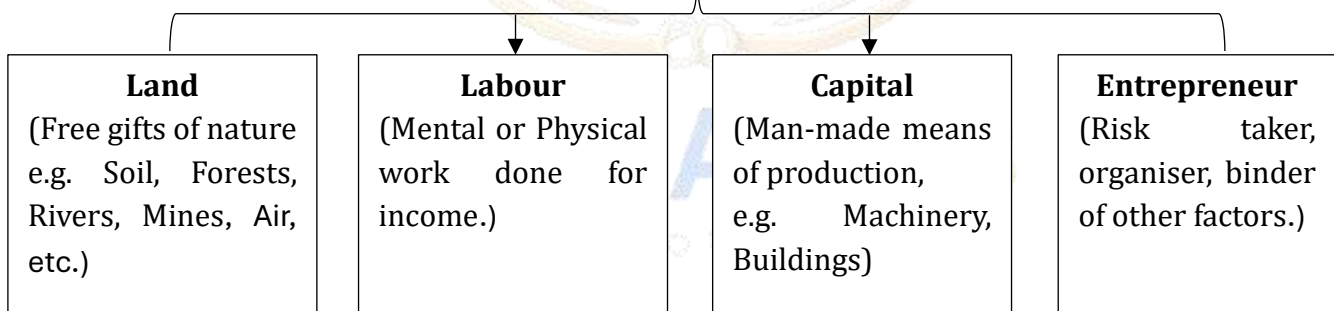 Land
(Free gifts of nature
e.g. Soil, Forests,
Rivers, Mines, Air,
etc.)
Labour
(Mental or Physical
work done for
income.)
Capital
(Man-made means
of production,
e.g. Machinery,
Buildings)
Entrepreneur
(Risk taker,
organiser, binder
of other factors.)